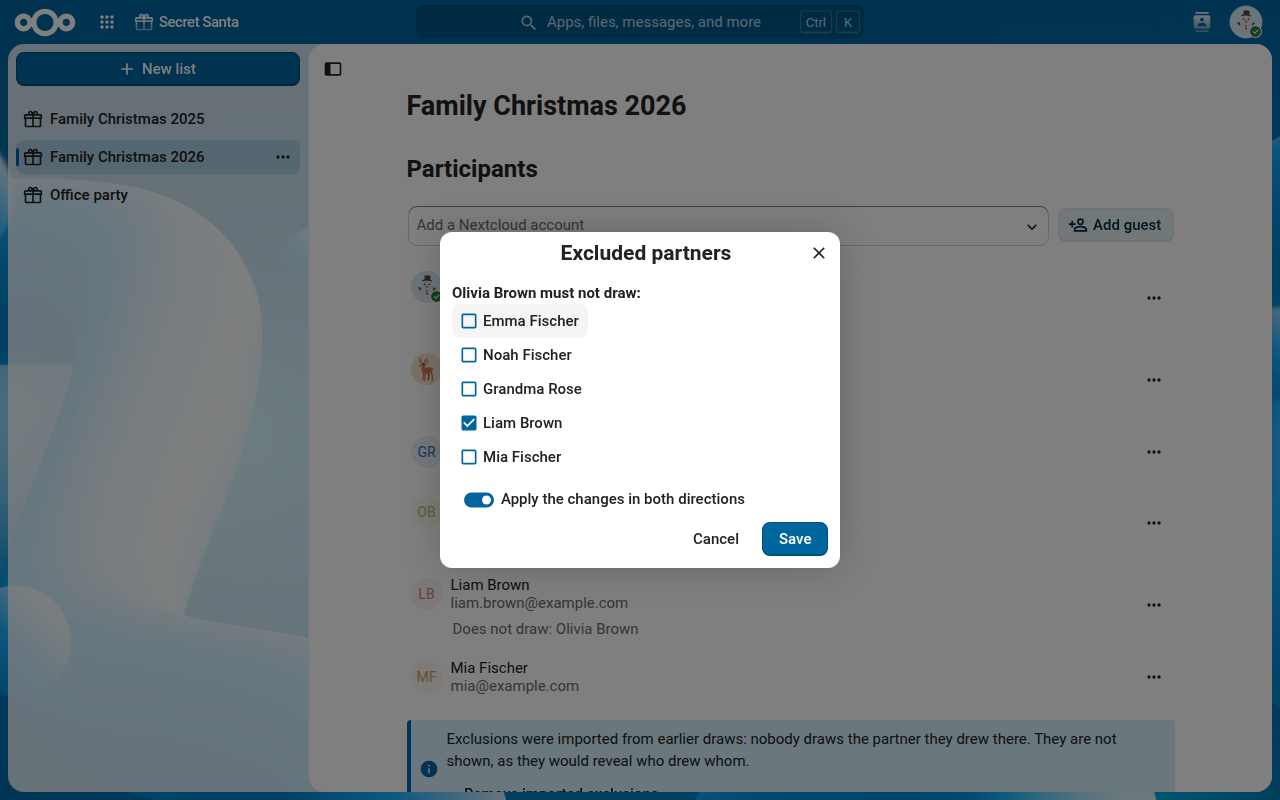 Secret Santa
Apps, files, messages, and more
Ctrl
K
New list
Family Christmas 2025
Family Christmas 2026
Office party
Family Christmas 2026
Participants
Add a Nextcloud account
Add guest
Excluded partners
Olivia Brown must not draw:
Emma Fischer
Noah Fischer
Grandma Rose
Liam Brown
Mia Fischer
Apply the changes in both directions
Cancel
Save
GR
OB
LB
Liam Brown
liam.brown@example.com
Does not draw: Olivia Brown
MF
Mia Fischer
mia@example.com
Exclusions were imported from earlier draws: nobody draws the partner they drew there. They are not
shown, as they would reveal who drew whom.
Remove imported exclusions